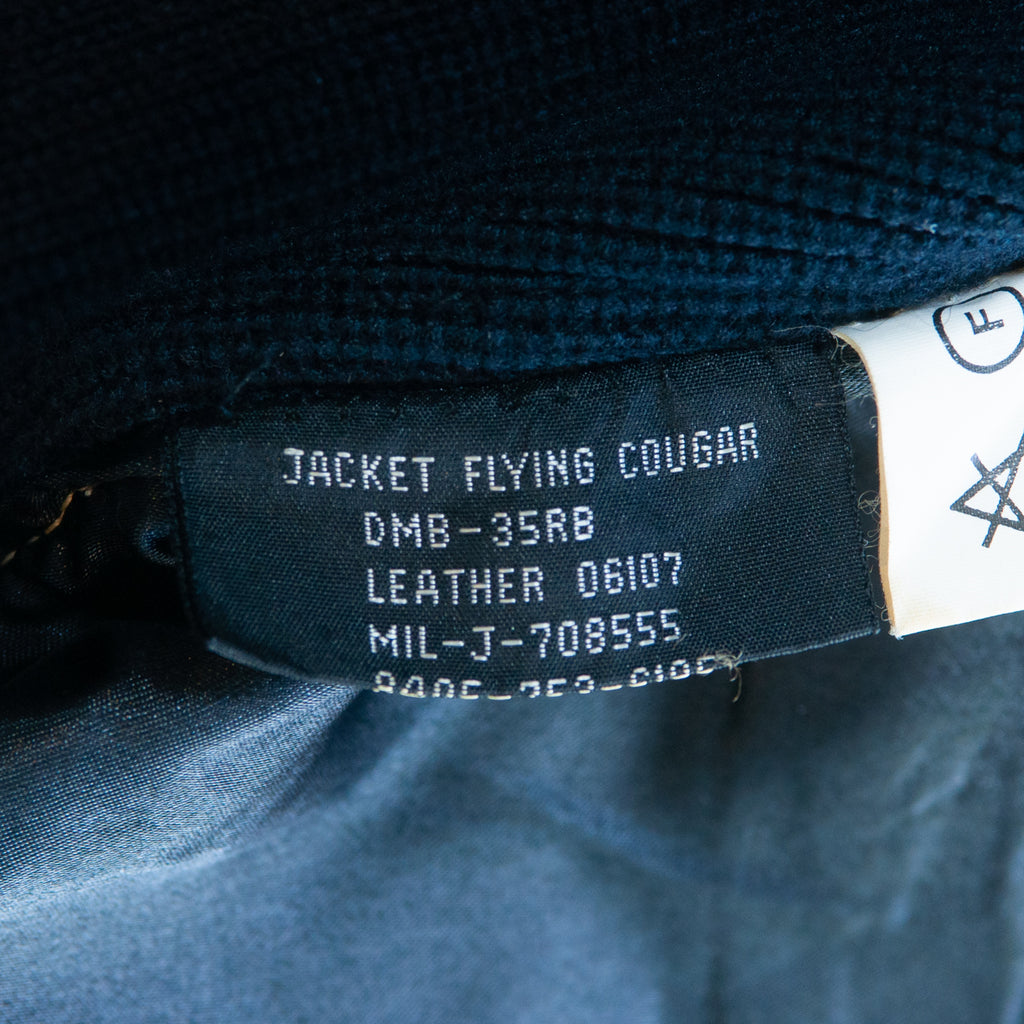 JACKET FLYING COUGAR
DMB-35RB
LEATHER 06107
MIL-J-708555
F